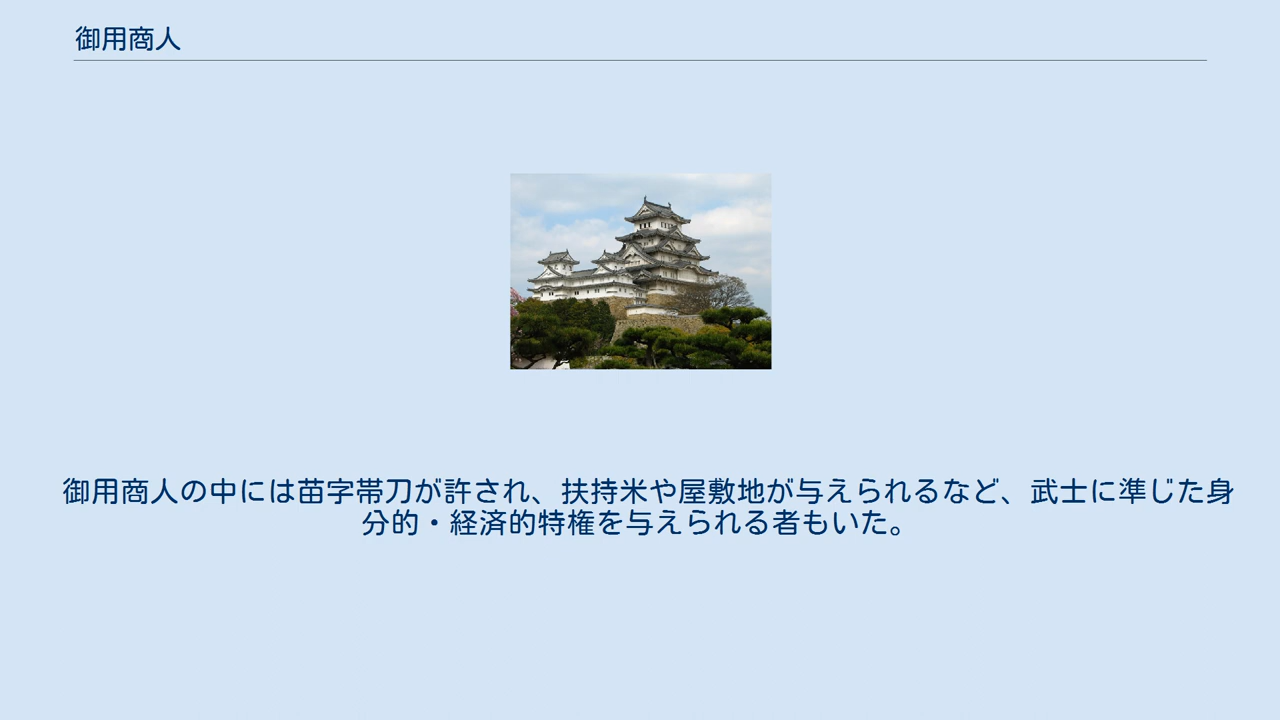 御用商人
御用商人の中には苗字帯刀が許され、扶持米や屋敷地が与えられるなど、武士に準じた身
分的・経済的特権を与えられる者もいた。